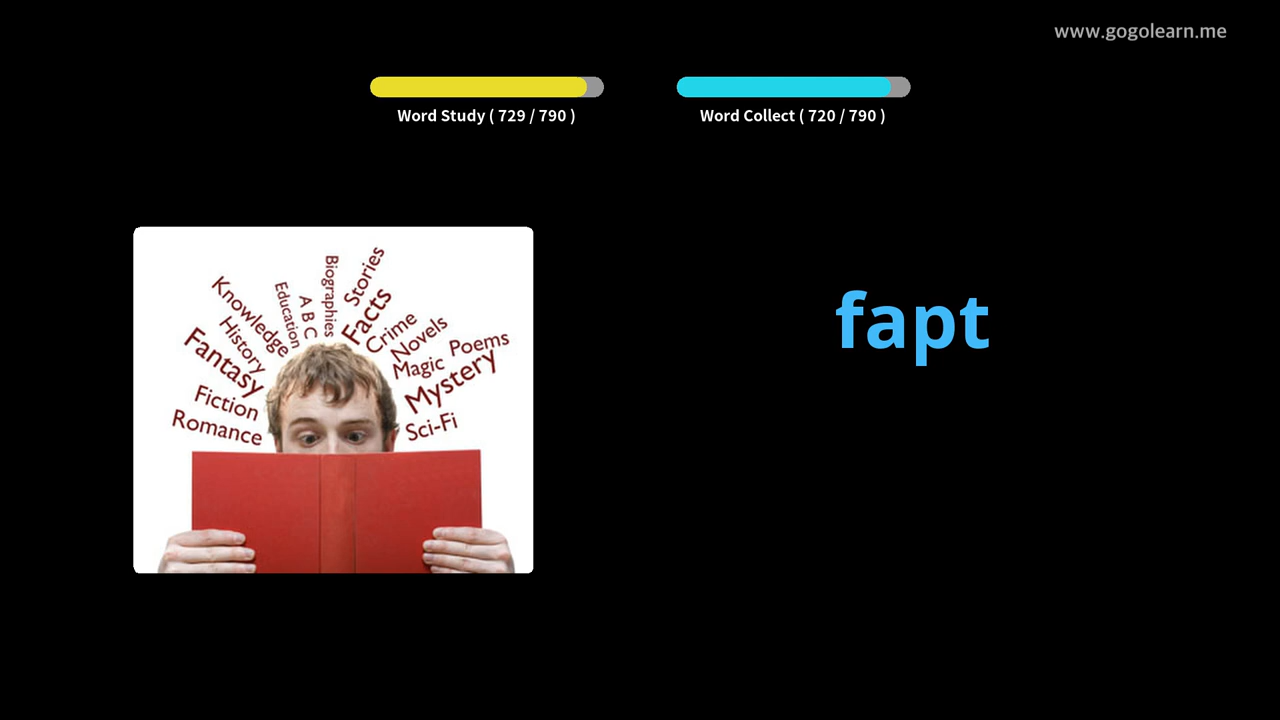 www.gogolearn.me
Word Study ( 729 / 790 )
Word Collect ( 720 / 790 )
fapt
Biographies
Stories
Education
A B C
Facts
Knowledge
Crime
History
Novels
Poems
Fantasy
Magic
Mystery
Fiction
Sci-Fi
Romance